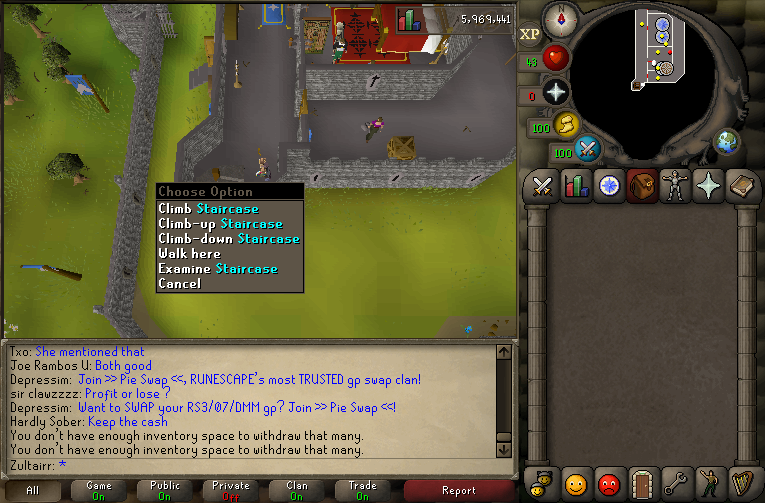 5,969,441
XP
43
0
100
100
Choose Option
Climb Staircase
Climb-up Staircase
Climb-down Staircase
Walk here
Examine Staircase
Cancel
Txo: She mentioned that
Joe Rambos U: Both good
Depressim: Join >> Pie Swap <<, RUNESCAPE's most TRUSTED gp swap clan!
sir clawzzzz: Profit or lose ?
Depressim: Want to SWAP your RS3/07/DMM gp? Join >> Pie Swap <<!
Hardly Sober: Keep the cash
You don't have enough inventory space to withdraw that many.
You don't have enough inventory space to withdraw that many.
Zultairr: *
All
Game
On
Public
On
Private
Off
Clan
On
Trade
On
Report